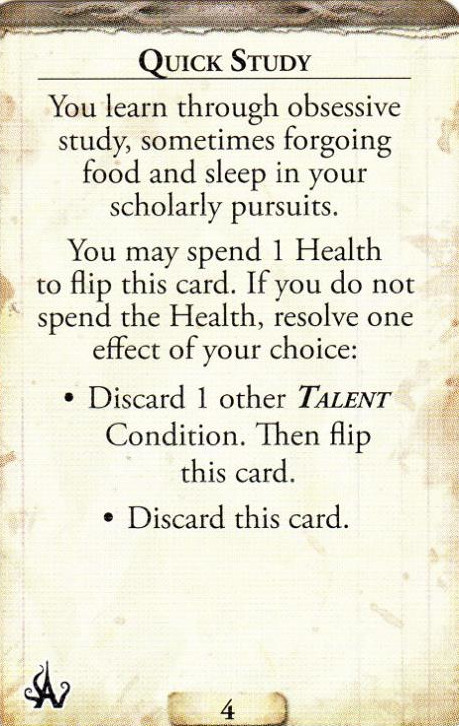 QUICK STUDY
You learn through obsessive
study, sometimes forgoing
food and sleep in your
scholarly pursuits.
You may spend 1 Health
to flip this card. If you do not
spend the Health, resolve one
effect of your choice:
• Discard 1 other TALENT
Condition. Then flip
this card.
• Discard this card.
4